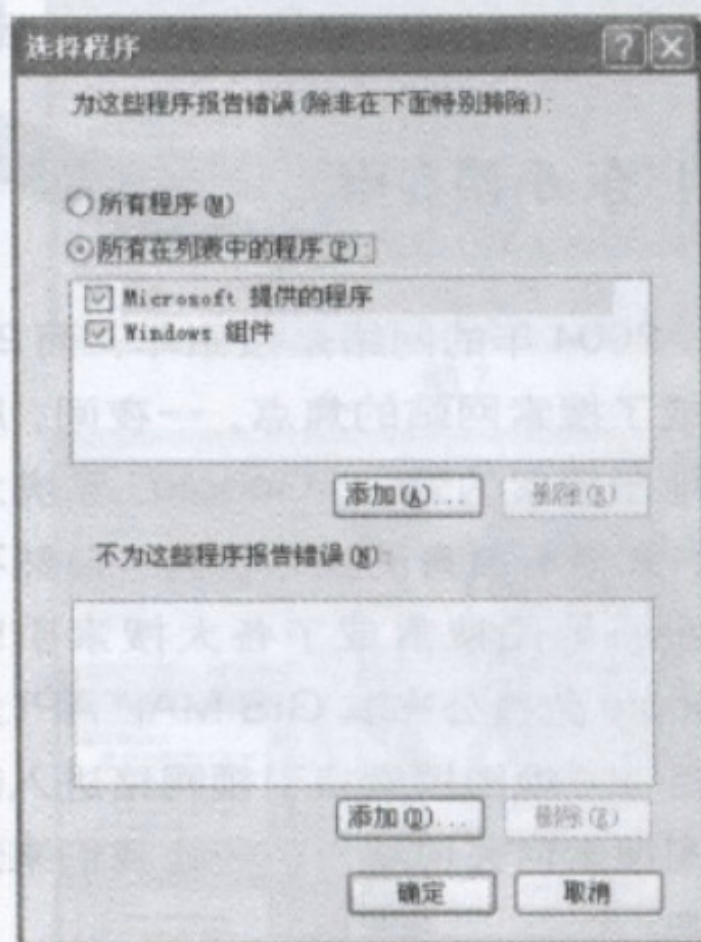 选择程序
为这些程序报告错误(除非在下面特别排除):
所有程序(M)
所有在列表中的程序(P):
Microsoft 提供的程序
Windows 组件
添加(A)... 删除(R)
不为这些程序报告错误(N)
添加(D)... 删除(E)
确定 取消